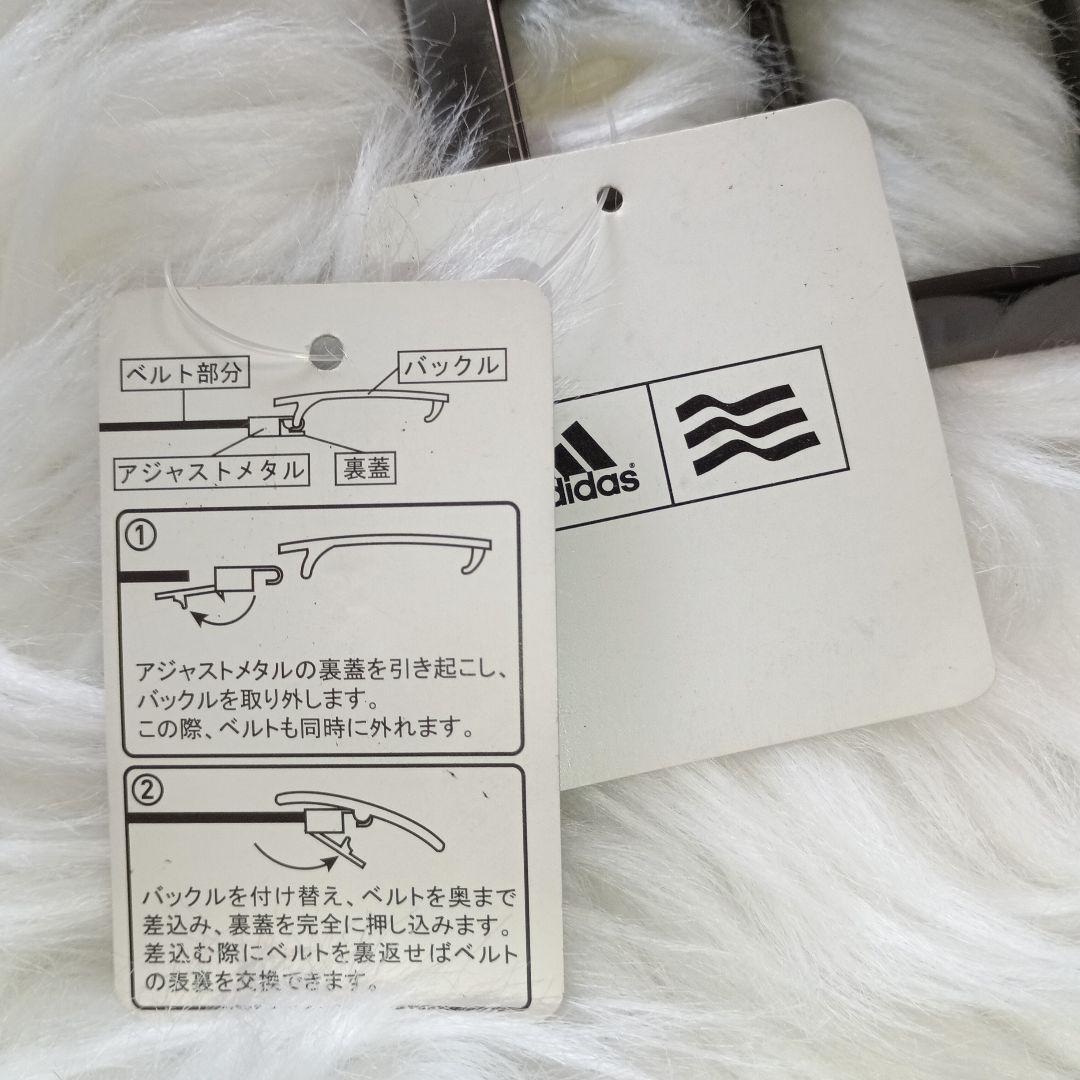 ベルト部分
バックル
アジャストメタル
裏蓋
①
アジャストメタルの裏蓋を引き起こし、
バックルを取り外します。
この際、ベルトも同時に外れます。
②
バックルを付け替え、ベルトを奥まで
差込み、裏蓋を完全に押し込みます。
差込む際にベルトを裏返せばベルト
の表裏を交換できます。
adidas®